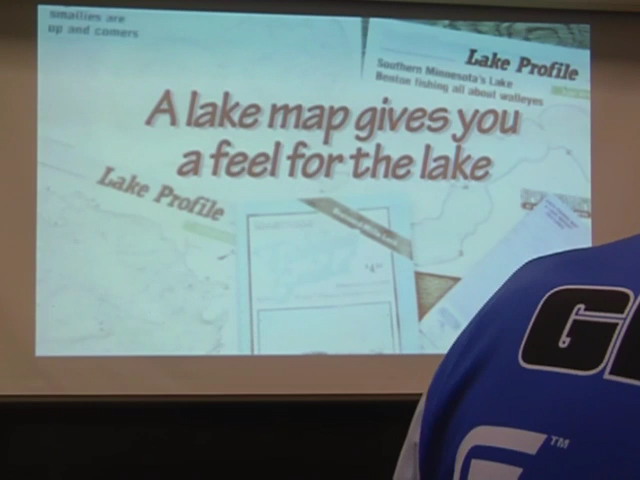 smallies are
up and comers
Lake Profile
Southern Minnesota's Lake
Benton fishing all about walleyes
A lake map gives you
a feel for the lake
Lake Profile
G
TM